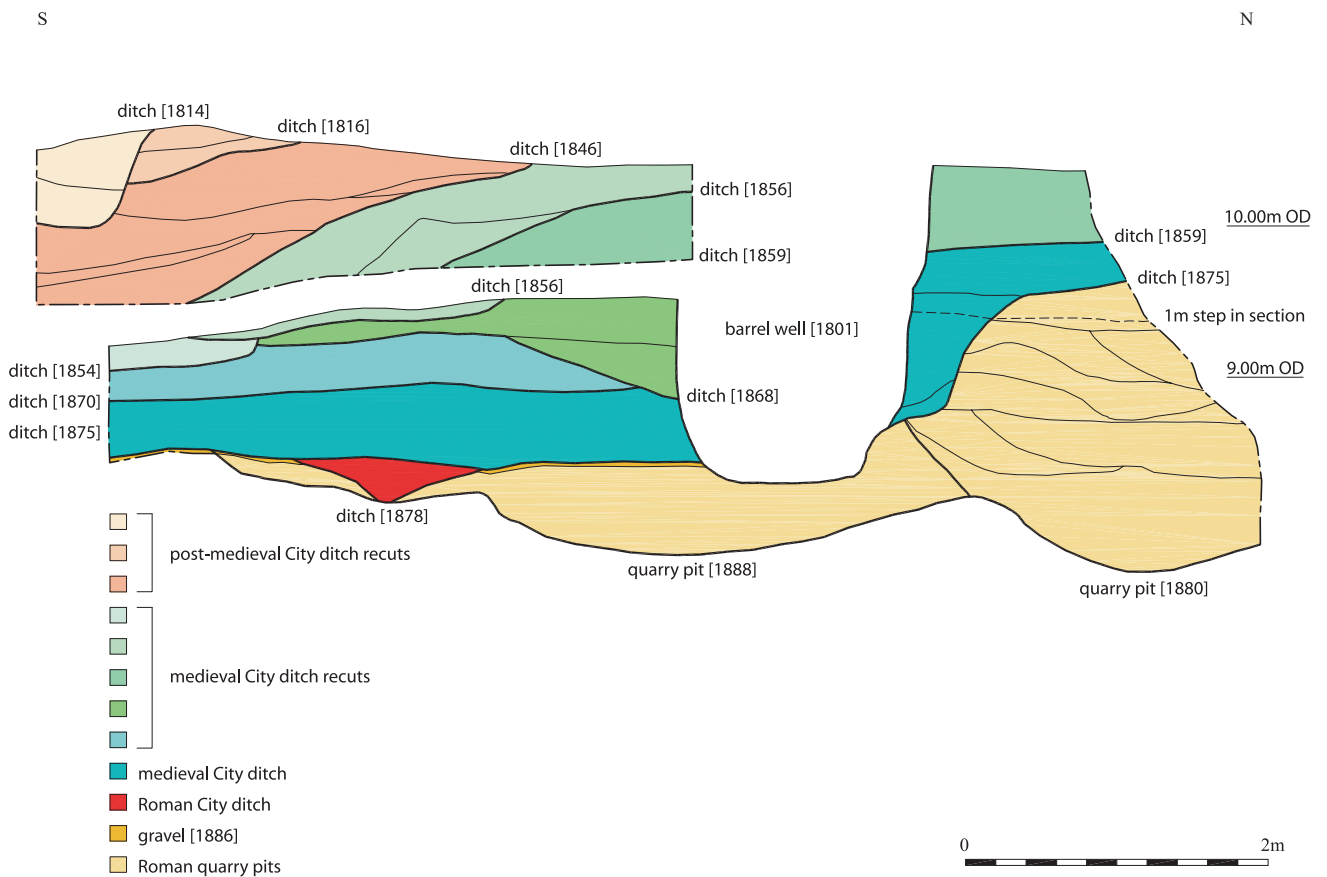 S
N
ditch [1814]
ditch [1816]
ditch [1846]
ditch [1856]
10.00m OD
ditch [1859]
ditch [1859]
ditch [1875]
ditch [1856]
1m step in section
barrel well [1801]
ditch [1854]
9.00m OD
ditch [1870]
ditch [1868]
ditch [1875]
ditch [1878]
quarry pit [1888]
quarry pit [1880]
post-medieval City ditch recuts
medieval City ditch recuts
medieval City ditch
Roman City ditch
gravel [1886]
Roman quarry pits
0
2m